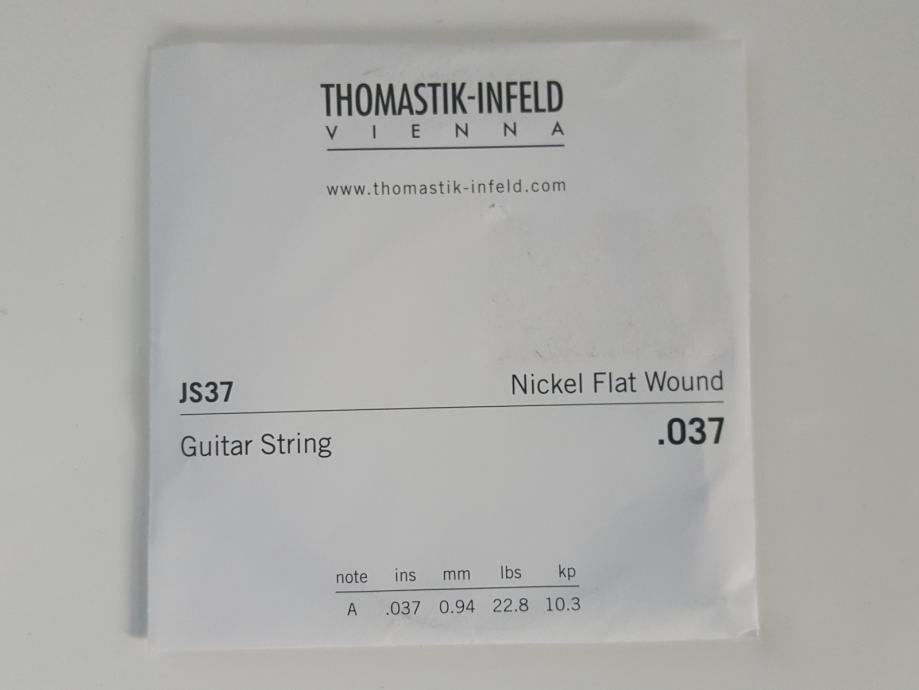 THOMASTIK-INFELD
VIENNA
www.thomastik-infeld.com
JS37 Nickel Flat Wound
Guitar String .037
note ins mm lbs kp
A .037 0.94 22.8 10.3